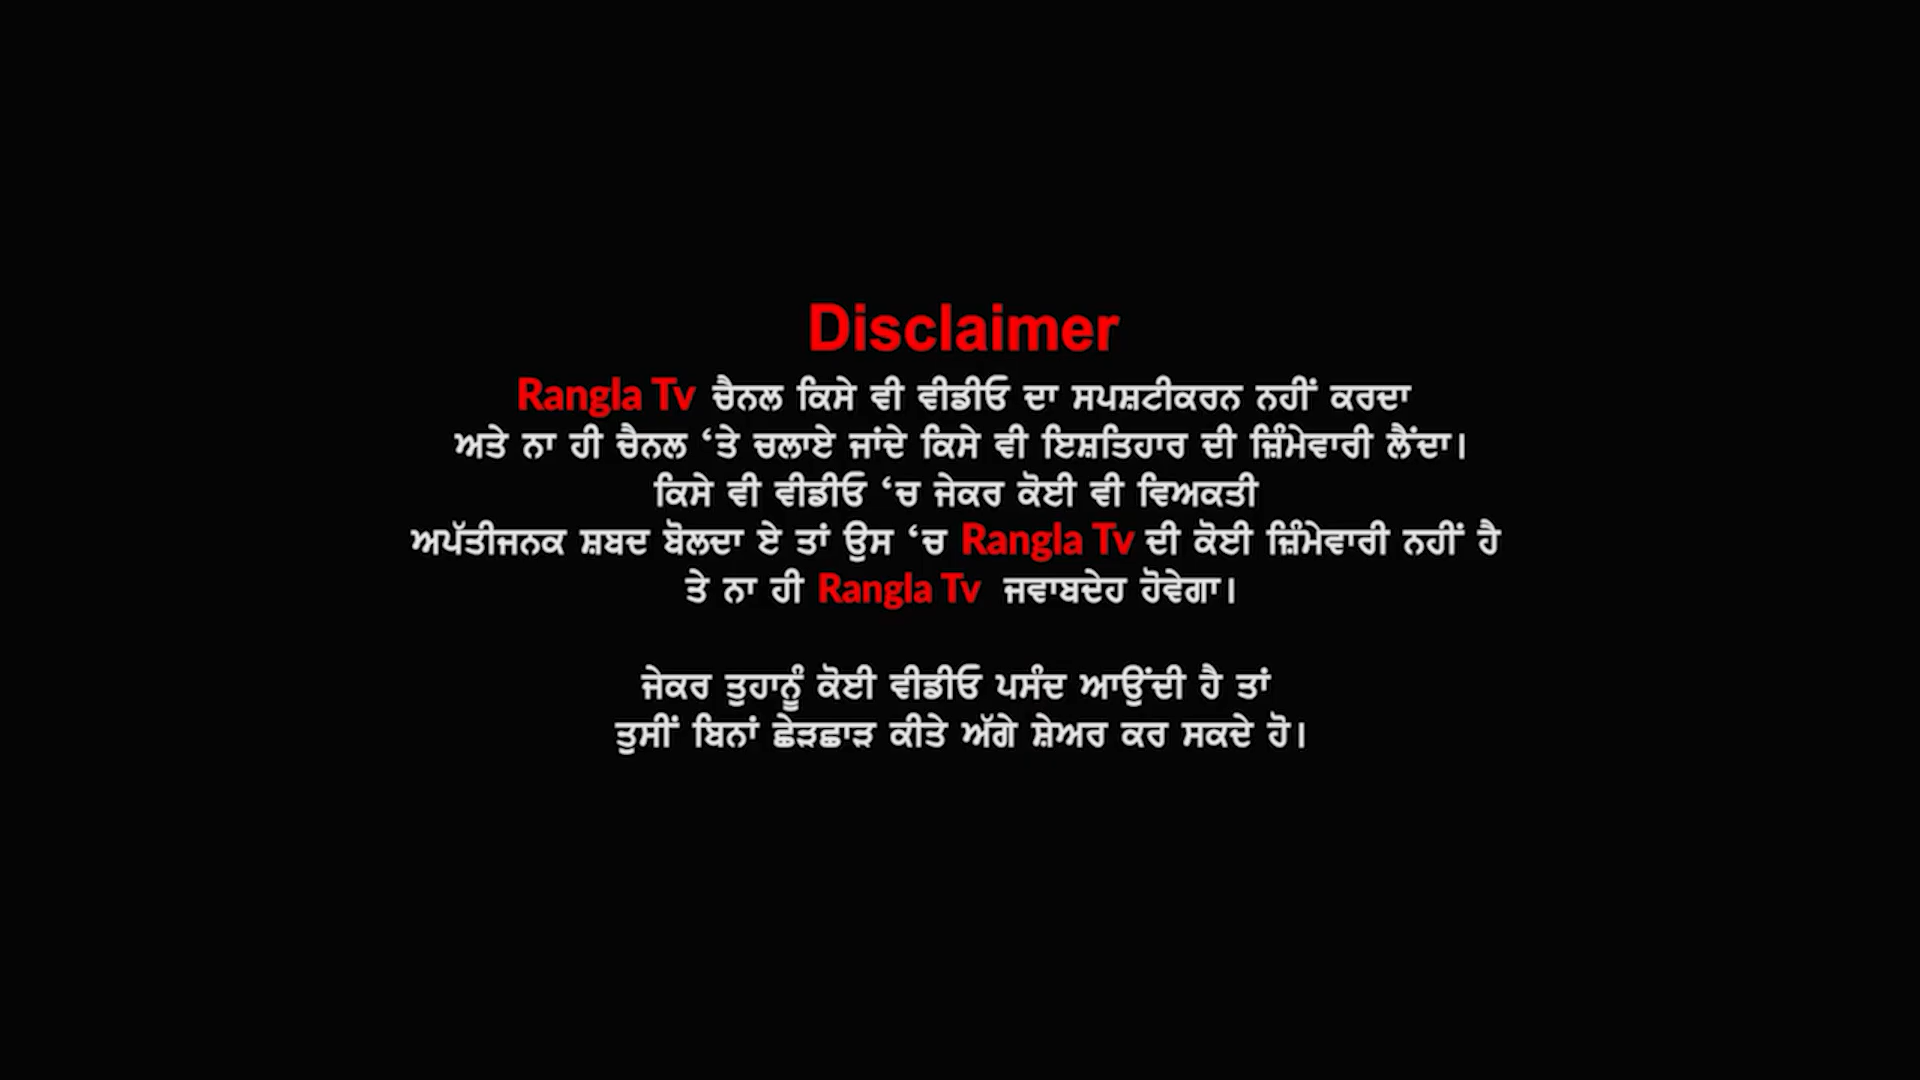 Disclaimer
Rangla Tv ਚੈਨਲ ਕਿਸੇ ਵੀ ਵੀਡੀਓ ਦਾ ਸਪਸ਼ਟੀਕਰਨ ਨਹੀਂ ਕਰਦਾ
ਅਤੇ ਨਾ ਹੀ ਚੈਨਲ ‘ਤੇ ਚਲਾਏ ਜਾਂਦੇ ਕਿਸੇ ਵੀ ਇਸ਼ਤਿਹਾਰ ਦੀ ਜ਼ਿੰਮੇਵਾਰੀ ਲੈਂਦਾ।
ਕਿਸੇ ਵੀ ਵੀਡੀਓ ‘ਚ ਜੇਕਰ ਕੋਈ ਵੀ ਵਿਅਕਤੀ
ਅਪੱਤੀਜਨਕ ਸ਼ਬਦ ਬੋਲਦਾ ਏ ਤਾਂ ਉਸ ‘ਚ Rangla Tv ਦੀ ਕੋਈ ਜ਼ਿੰਮੇਵਾਰੀ ਨਹੀਂ ਹੈ
ਤੇ ਨਾ ਹੀ Rangla Tv ਜਵਾਬਦੇਹ ਹੋਵੇਗਾ।
ਜੇਕਰ ਤੁਹਾਨੂੰ ਕੋਈ ਵੀਡੀਓ ਪਸੰਦ ਆਉਂਦੀ ਹੈ ਤਾਂ
ਤੁਸੀਂ ਬਿਨਾਂ ਛੇੜਛਾੜ ਕੀਤੇ ਅੱਗੇ ਸ਼ੇਅਰ ਕਰ ਸਕਦੇ ਹੋ।